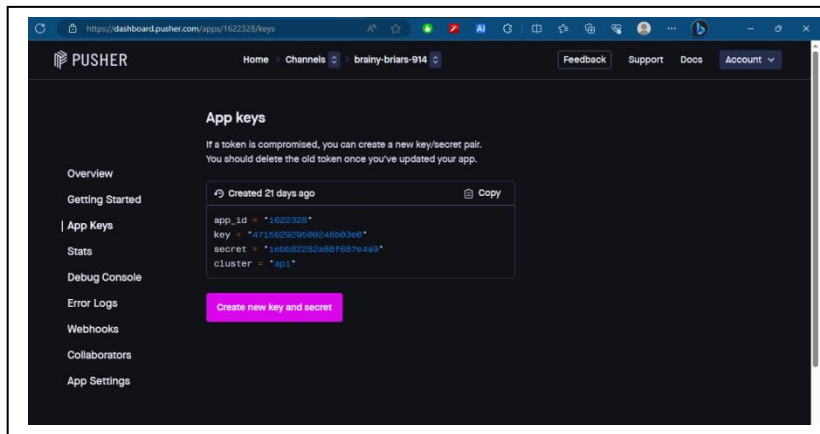 https://dashboard.pusher.com/apps/1622328/keys
PUSHER
Home
Channels
brainy-briars-914
Feedback
Support
Docs
Account
App keys
If a token is compromised, you can create a new key/secret pair.
You should delete the old token once you've updated your app.
Created 21 days ago
Copy
app_id = "1622328"
key = "471562929500248b03e0"
secret = "1ebb82282a88f687e4a9"
cluster = "ap1"
Create new key and secret
Overview
Getting Started
App Keys
Stats
Debug Console
Error Logs
Webhooks
Collaborators
App Settings